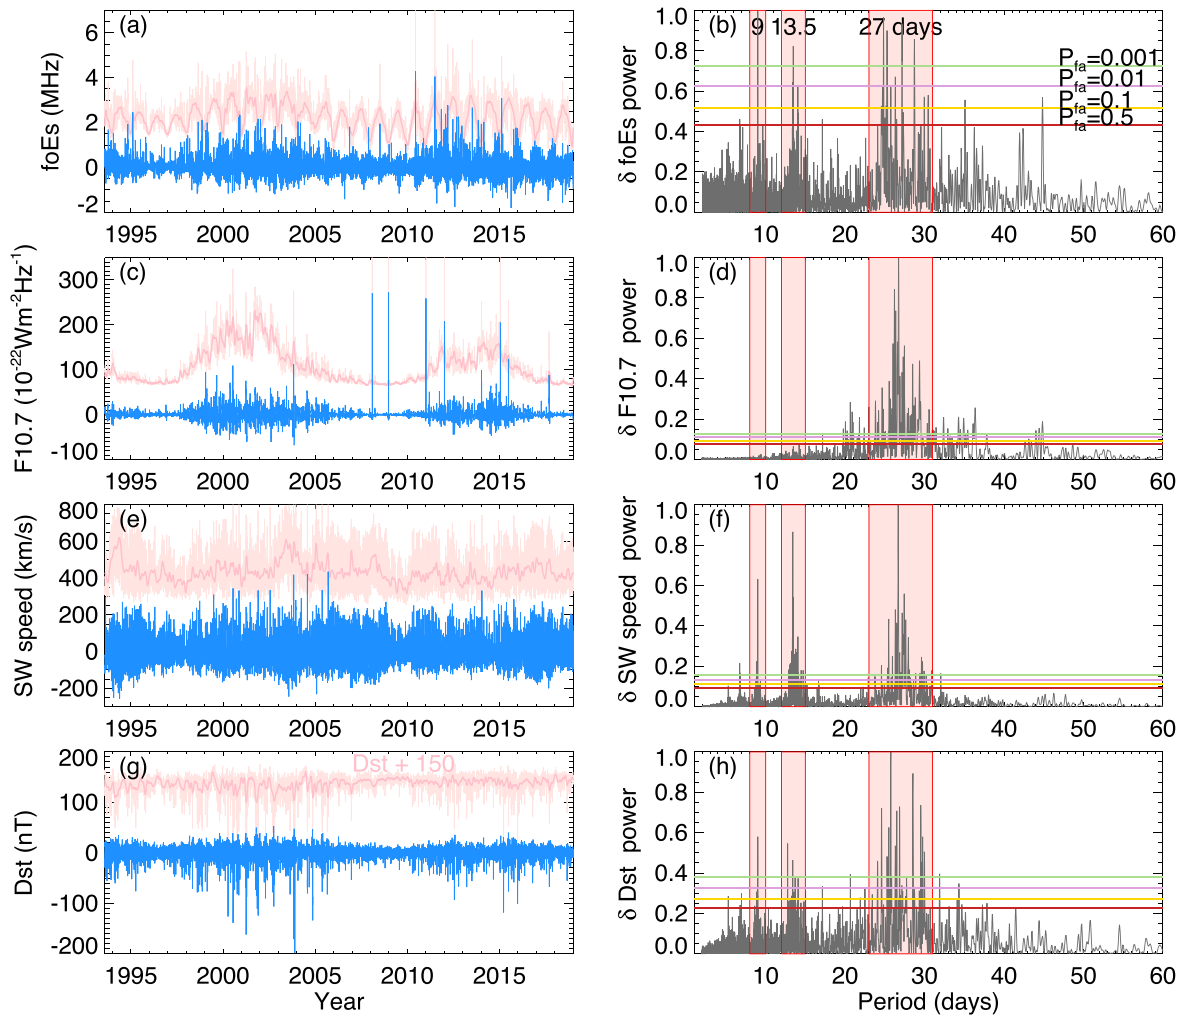 (a)
foEs (MHz)
6
4
2
0
-2
1995 2000 2005 2010 2015
(b)
9 13.5 27 days
δ foEs power
1.0
0.8
0.6
0.4
0.2
0.0
Pfa=0.001
Pfa=0.01
Pfa=0.1
Pfa=0.5
10 20 30 40 50 60
(c)
F10.7 (10⁻²²Wm⁻²Hz⁻¹)
300
200
100
0
-100
1995 2000 2005 2010 2015
(d)
δ F10.7 power
1.0
0.8
0.6
0.4
0.2
0.0
10 20 30 40 50 60
(e)
SW speed (km/s)
800
600
400
200
0
-200
1995 2000 2005 2010 2015
(f)
δ SW speed power
1.0
0.8
0.6
0.4
0.2
0.0
10 20 30 40 50 60
(g)
Dst + 150
Dst (nT)
200
100
0
-100
-200
1995 2000 2005 2010 2015
Year
(h)
δ Dst power
1.0
0.8
0.6
0.4
0.2
0.0
10 20 30 40 50 60
Period (days)